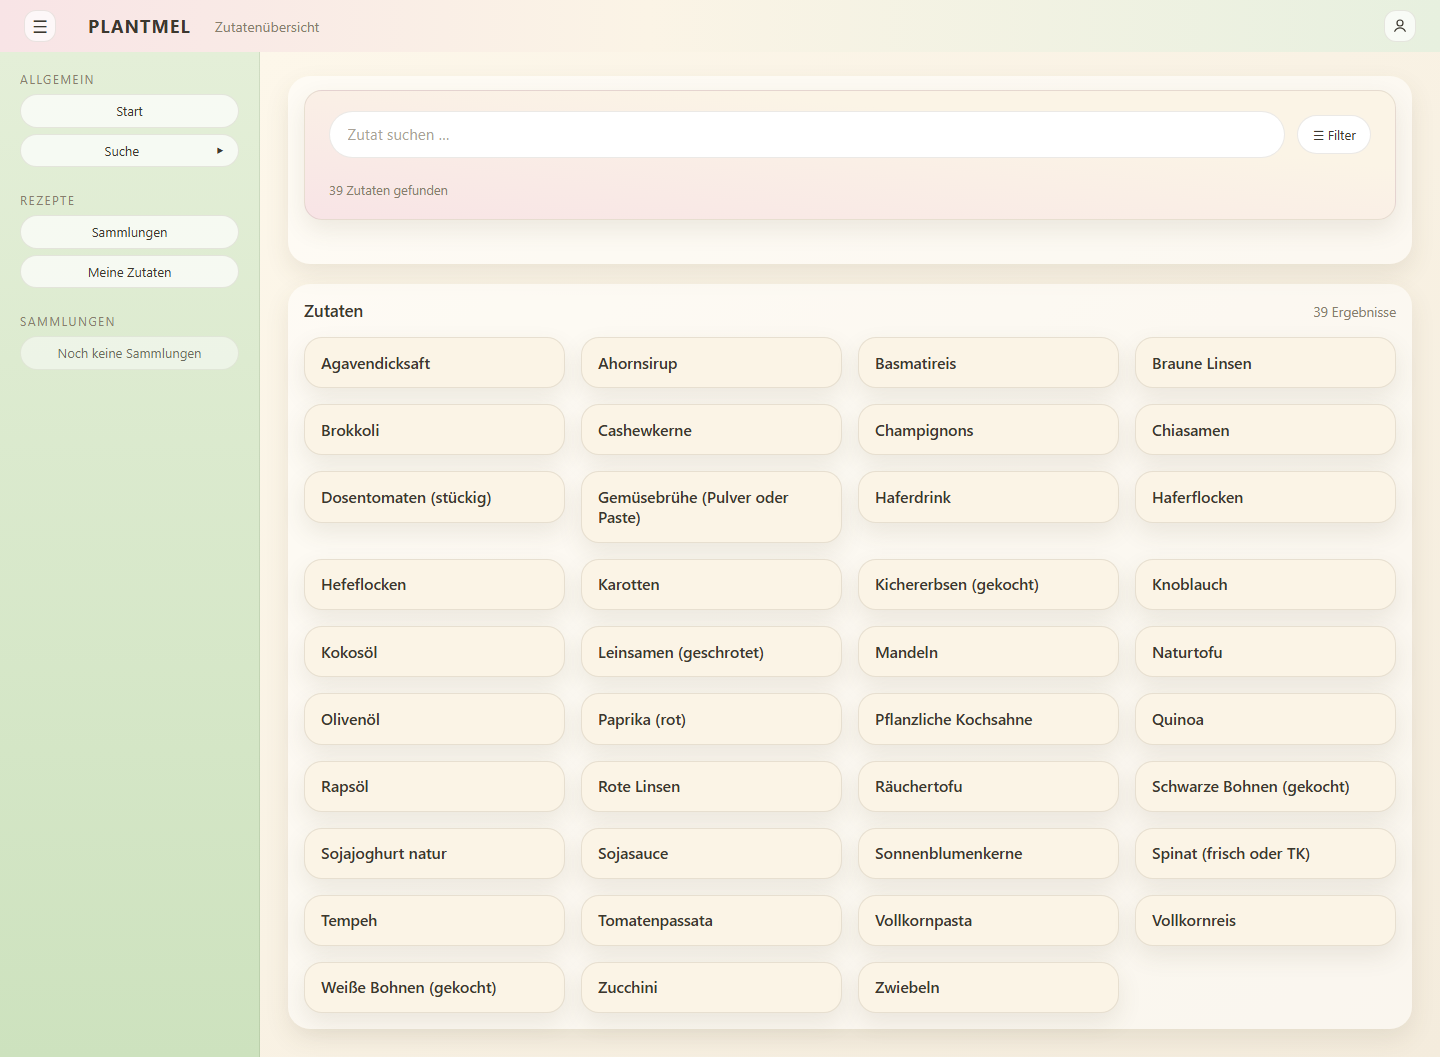 ☰ PLANTMEL Zutatenübersicht
ALLGEMEIN
Start
Suche ▸
REZEPTE
Sammlungen
Meine Zutaten
SAMMLUNGEN
Noch keine Sammlungen
Zutat suchen ...
☰ Filter
39 Zutaten gefunden
Zutaten
39 Ergebnisse
Agavendicksaft
Ahornsirup
Basmatireis
Braune Linsen
Brokkoli
Cashewkerne
Champignons
Chiasamen
Dosentomaten (stückig)
Gemüsebrühe (Pulver oder
Paste)
Haferdrink
Haferflocken
Hefeflocken
Karotten
Kichererbsen (gekocht)
Knoblauch
Kokosöl
Leinsamen (geschrotet)
Mandeln
Naturtofu
Olivenöl
Paprika (rot)
Pflanzliche Kochsahne
Quinoa
Rapsöl
Rote Linsen
Räuchertofu
Schwarze Bohnen (gekocht)
Sojajoghurt natur
Sojasauce
Sonnenblumenkerne
Spinat (frisch oder TK)
Tempeh
Tomatenpassata
Vollkornpasta
Vollkornreis
Weiße Bohnen (gekocht)
Zucchini
Zwiebeln